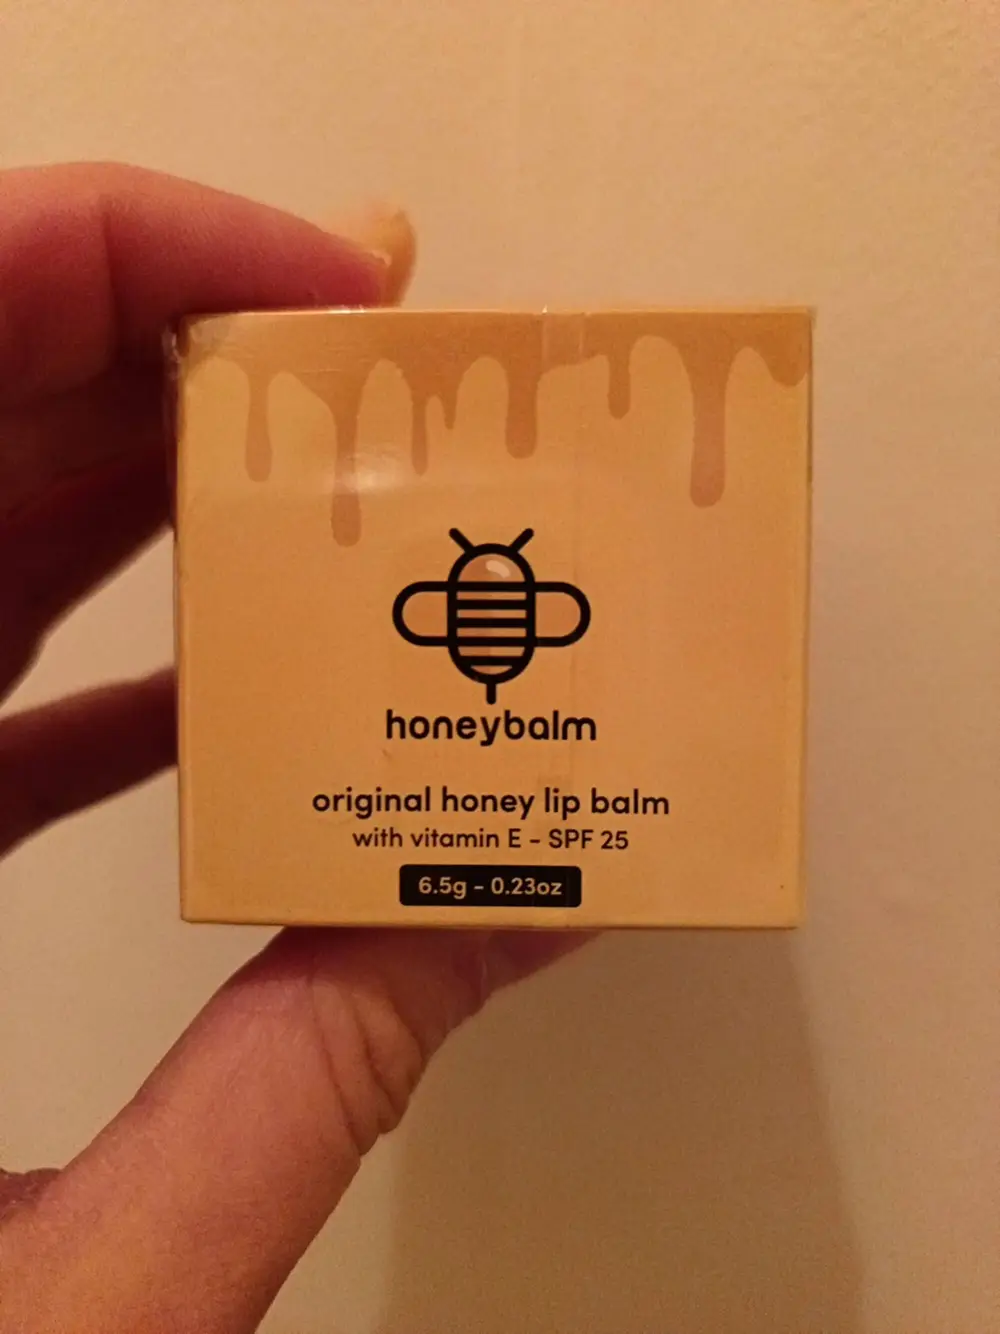 honeybalm
original honey lip balm
with vitamin E - SPF 25
6.5g - 0.23oz